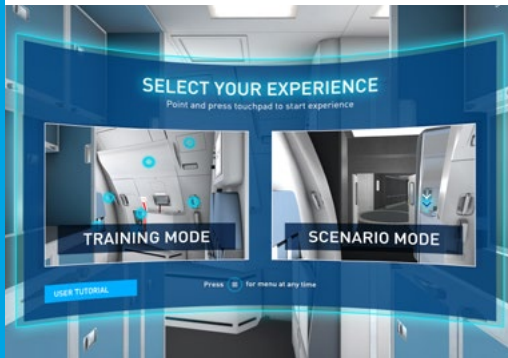 SELECT YOUR EXPERIENCE
Point and press touchpad to start experience
TRAINING MODE
SCENARIO MODE
USER TUTORIAL
Press for menu at any time